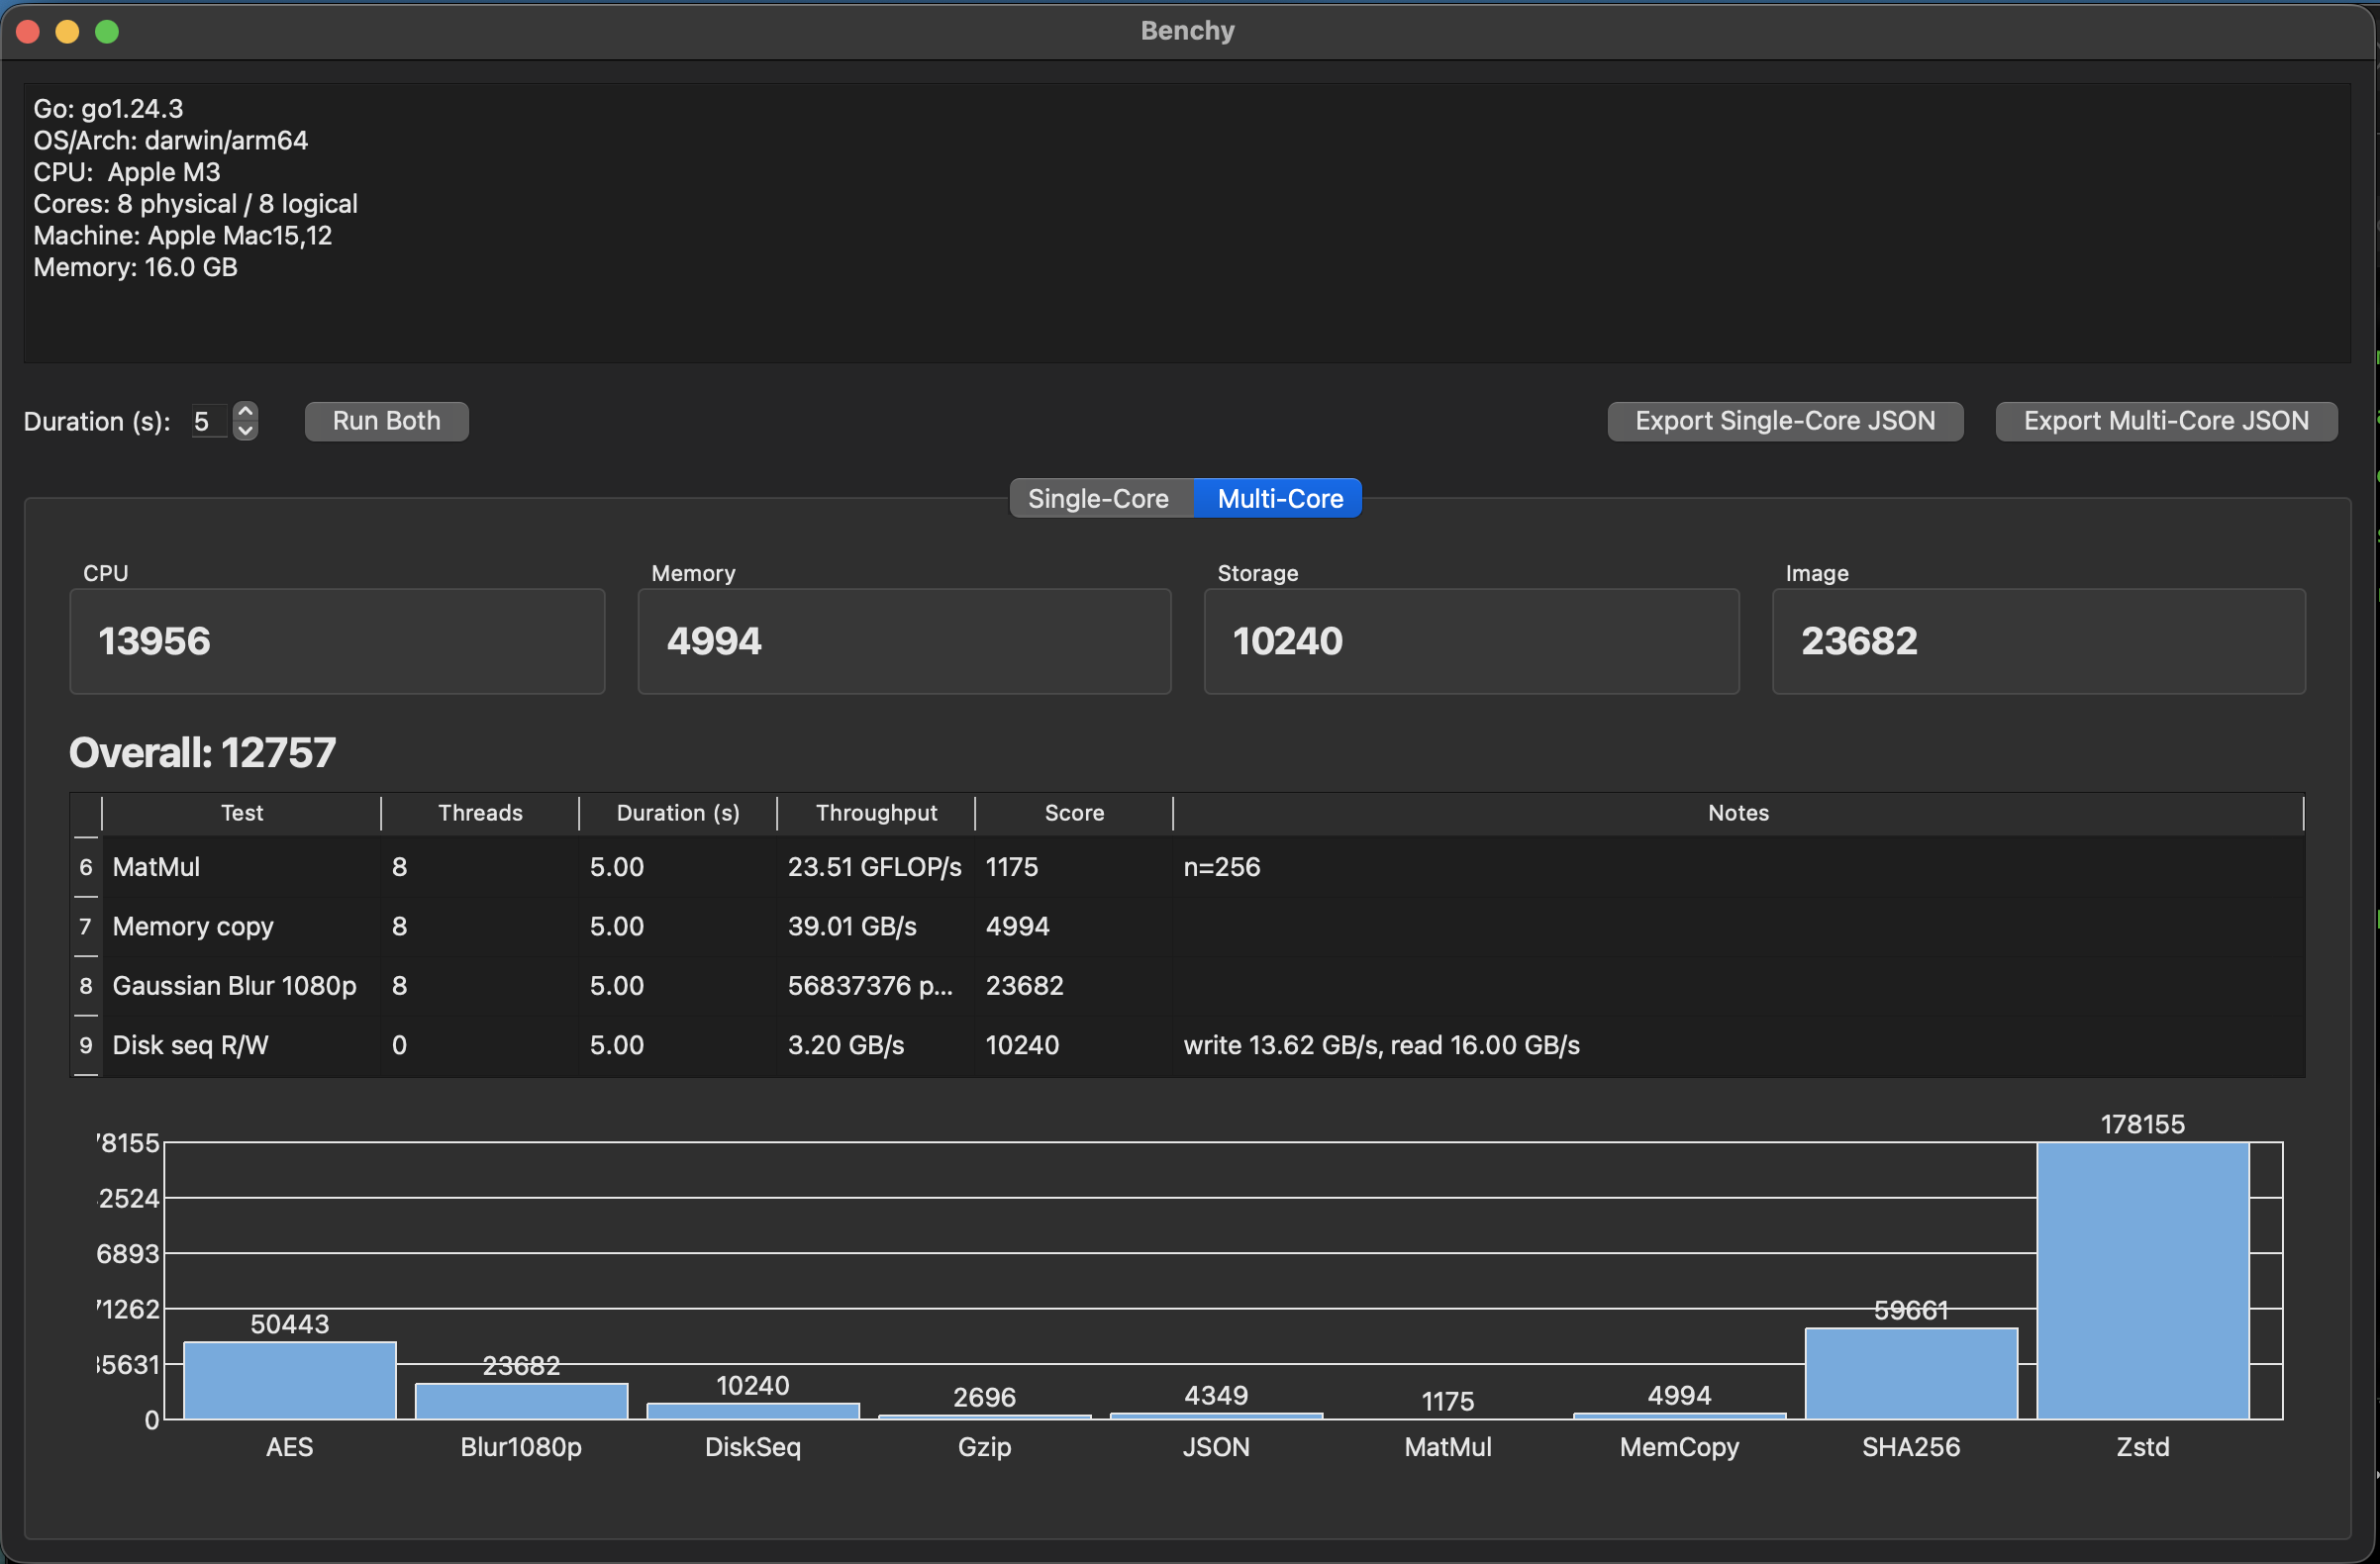 Benchy
Go: go1.24.3
OS/Arch: darwin/arm64
CPU:  Apple M3
Cores: 8 physical / 8 logical
Machine: Apple Mac15,12
Memory: 16.0 GB
Duration (s): 5 Run Both Export Single-Core JSON Export Multi-Core JSON
Single-Core Multi-Core
CPU Memory Storage Image
13956 4994 10240 23682
Overall: 12757
Test Threads Duration (s) Throughput Score Notes
6 MatMul 8 5.00 23.51 GFLOP/s 1175 n=256
7 Memory copy 8 5.00 39.01 GB/s 4994
8 Gaussian Blur 1080p 8 5.00 56837376 p... 23682
9 Disk seq R/W 0 5.00 3.20 GB/s 10240 write 13.62 GB/s, read 16.00 GB/s
178155
78155
2524
6893
71262
59661
50443
5631
23682
10240
2696
4349
1175
4994
0
AES Blur1080p DiskSeq Gzip JSON MatMul MemCopy SHA256 Zstd